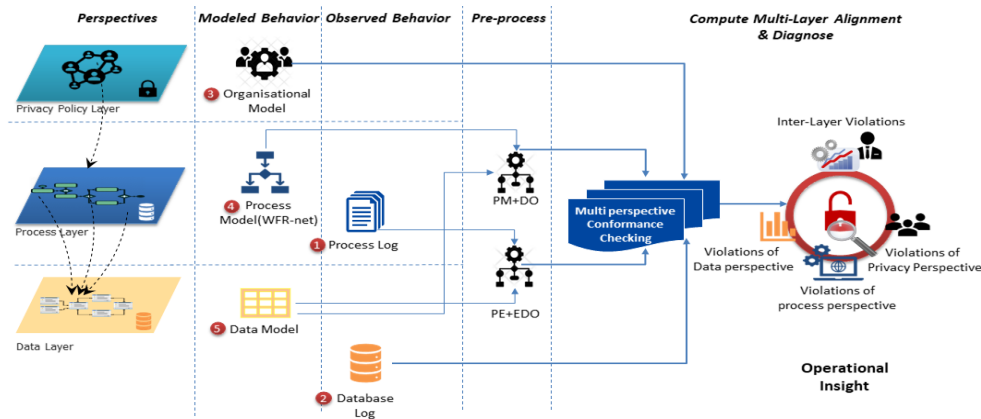 Perspectives
Modeled Behavior
Observed Behavior
Pre-process
Compute Multi-Layer Alignment
& Diagnose
Privacy Policy Layer
3 Organisational
Model
Inter-Layer Violations
4 Process
Model(WFR-net)
PM+DO
Process Layer
1 Process Log
Multi perspective
Conformance
Checking
Violations of
Data perspective
Violations of
Privacy Perspective
Violations of
process perspective
PE+EDO
5 Data Model
Data Layer
2 Database
Log
Operational
Insight